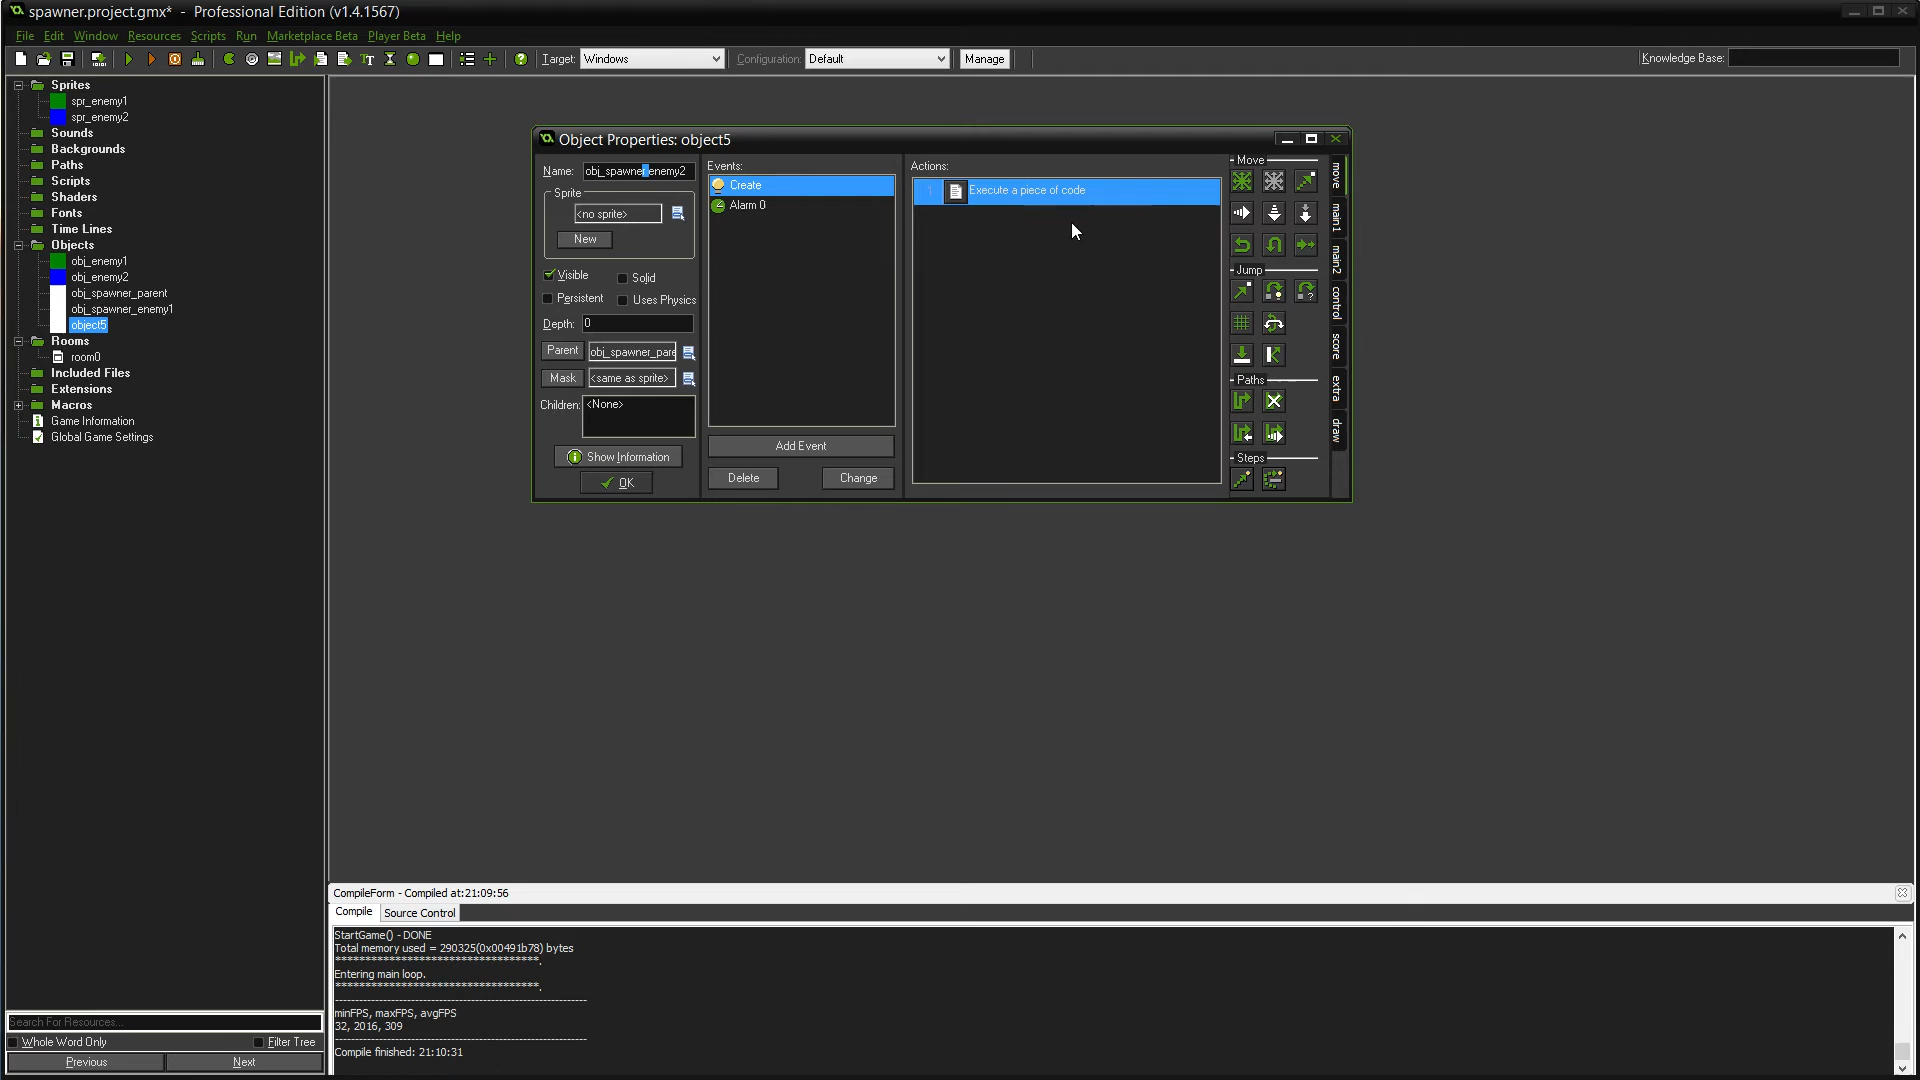 spawner.project.gmx* - Professional Edition (v1.4.1567)
File Edit Window Resources Scripts Run Marketplace Beta Player Beta Help
Target: Windows Configuration: Default Manage Knowledge Base:
Sprites
spr_enemy1
spr_enemy2
Sounds
Backgrounds
Paths
Scripts
Shaders
Fonts
Time Lines
Objects
obj_enemy1
obj_enemy2
obj_spawner_parent
obj_spawner_enemy1
object5
Rooms
room0
Included Files
Extensions
Macros
Game Information
Global Game Settings
Search For Resources...
Whole Word Only Filter Tree
Previous Next
Object Properties: object5
Name: obj_spawner_enemy2
Sprite
<no sprite>
New
Visible Solid
Persistent Uses Physics
Depth: 0
Parent obj_spawner_pare
Mask <same as sprite>
Children: <None>
Show Information
OK
Events:
Create
Alarm 0
Add Event
Delete Change
Actions:
1 Execute a piece of code
Move
Jump
Paths
Steps
move
main1
main2
control
score
extra
draw
CompileForm - Compiled at:21:09:56
Compile Source Control
StartGame() - DONE
Total memory used = 290325(0x00491b78) bytes
***********************************.
Entering main loop.
***********************************.
----------------------------------------------------------------
minFPS, maxFPS, avgFPS
32, 2016, 309
----------------------------------------------------------------
Compile finished: 21:10:31